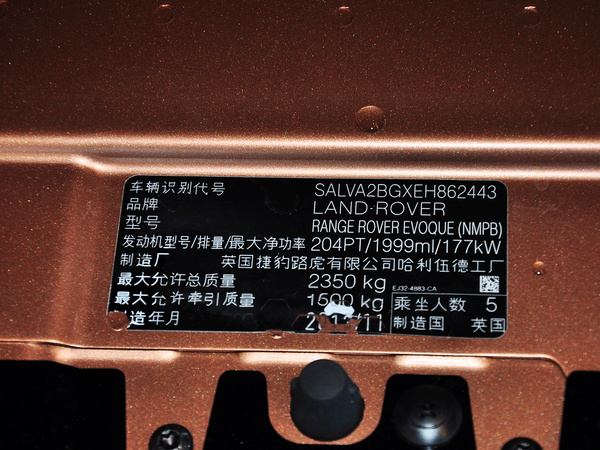 车辆识别代号 SALVA2BGXEH862443
品牌 LAND-ROVER
型号 RANGE ROVER EVOQUE (NMPB)
发动机型号/排量/最大净功率 204PT/1999ml/177kW
制造厂 英国捷豹路虎有限公司哈利伍德工厂
最大允许总质量 2350 kg
EJ32-4883-CA
最大允许牵引质量 1500 kg 乘坐人数 5
制造年月 制造国 英国